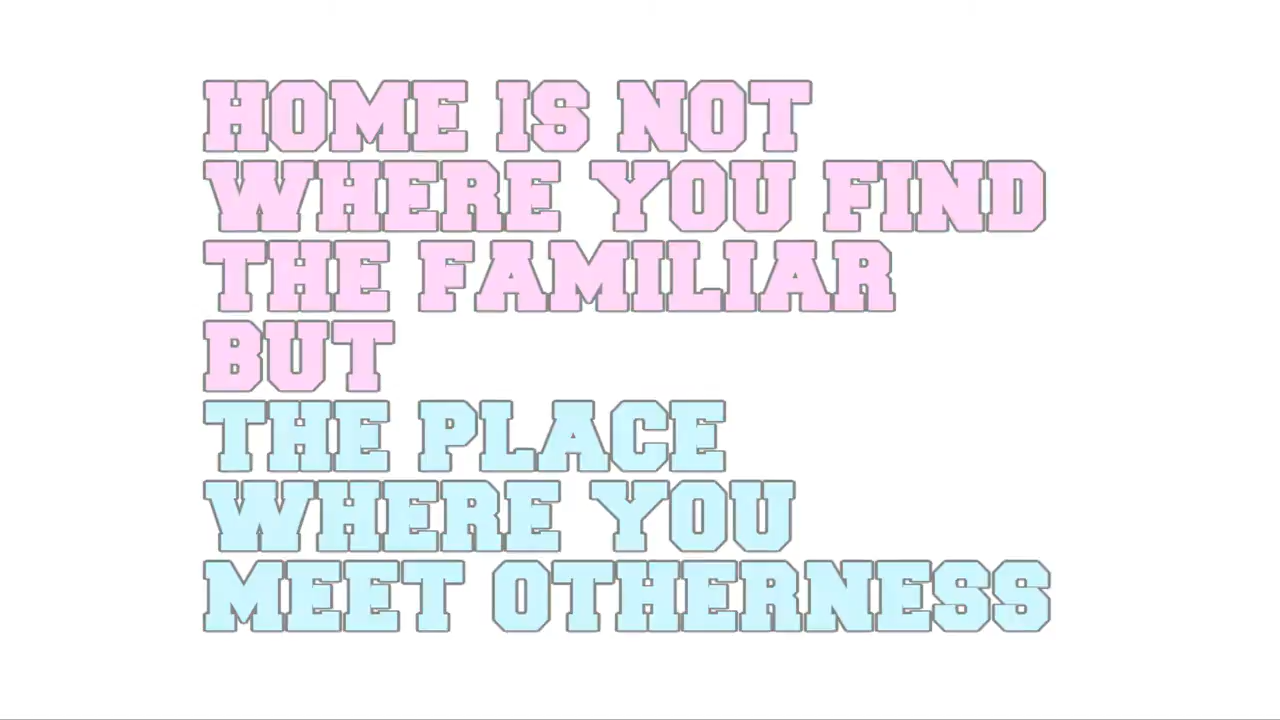 HOME IS NOT
WHERE YOU FIND
THE FAMILIAR
BUT
THE PLACE
WHERE YOU
MEET OTHERNESS